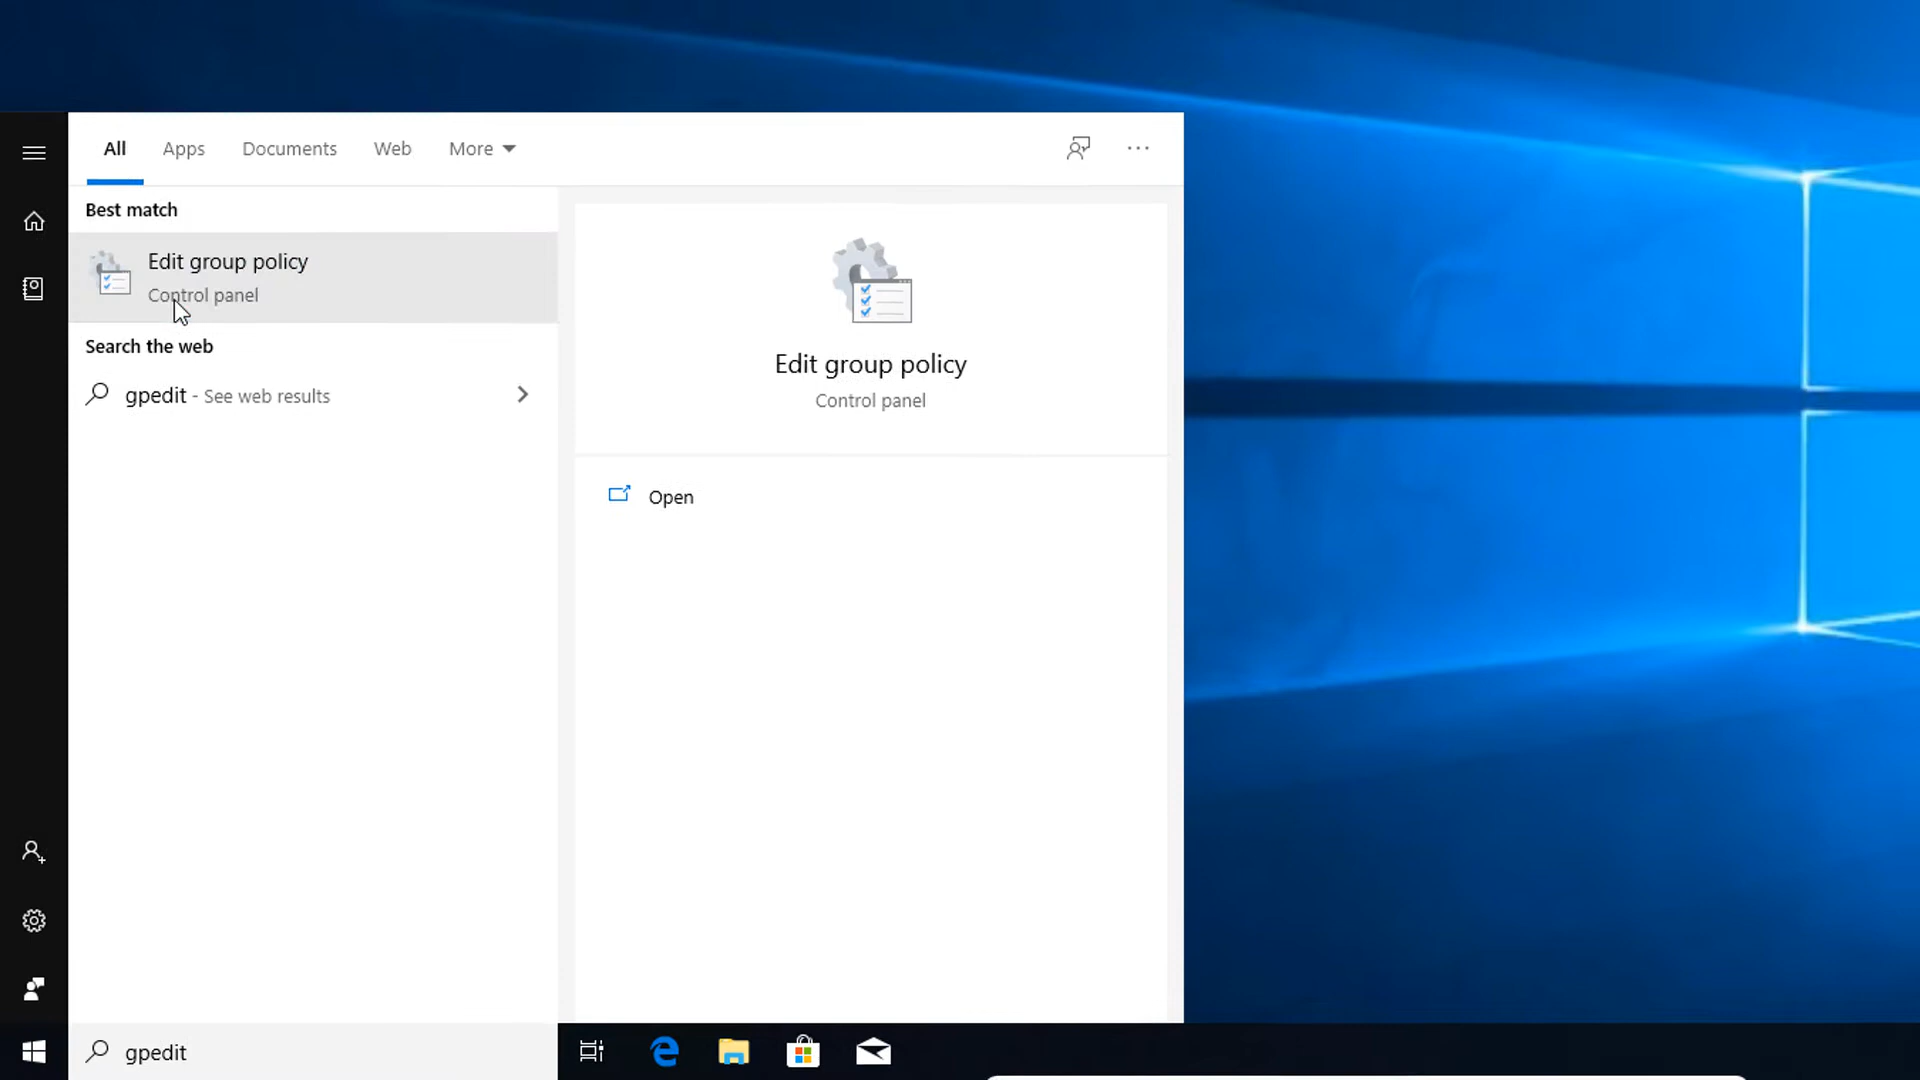 All Apps Documents Web More
Best match
Edit group policy
Control panel
Search the web
gpedit - See web results
Edit group policy
Control panel
Open
gpedit